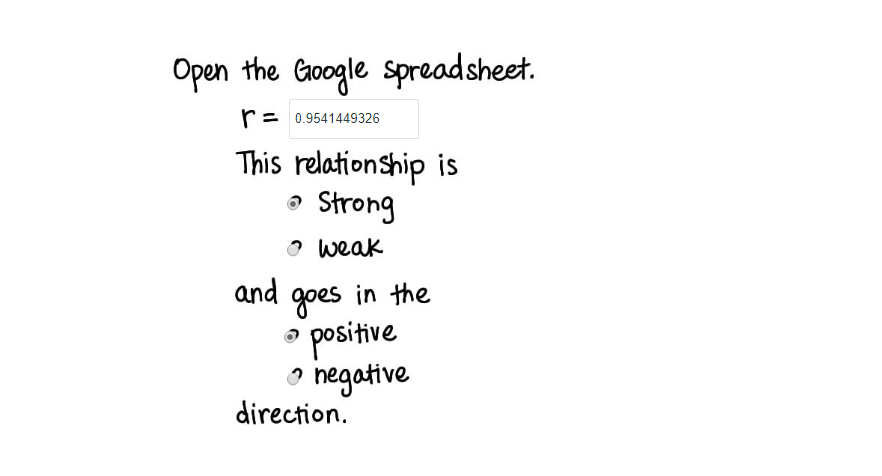 Open the Google spreadsheet.
r = 0.9541449326
This relationship is
Strong
weak
and goes in the
positive
negative
direction.